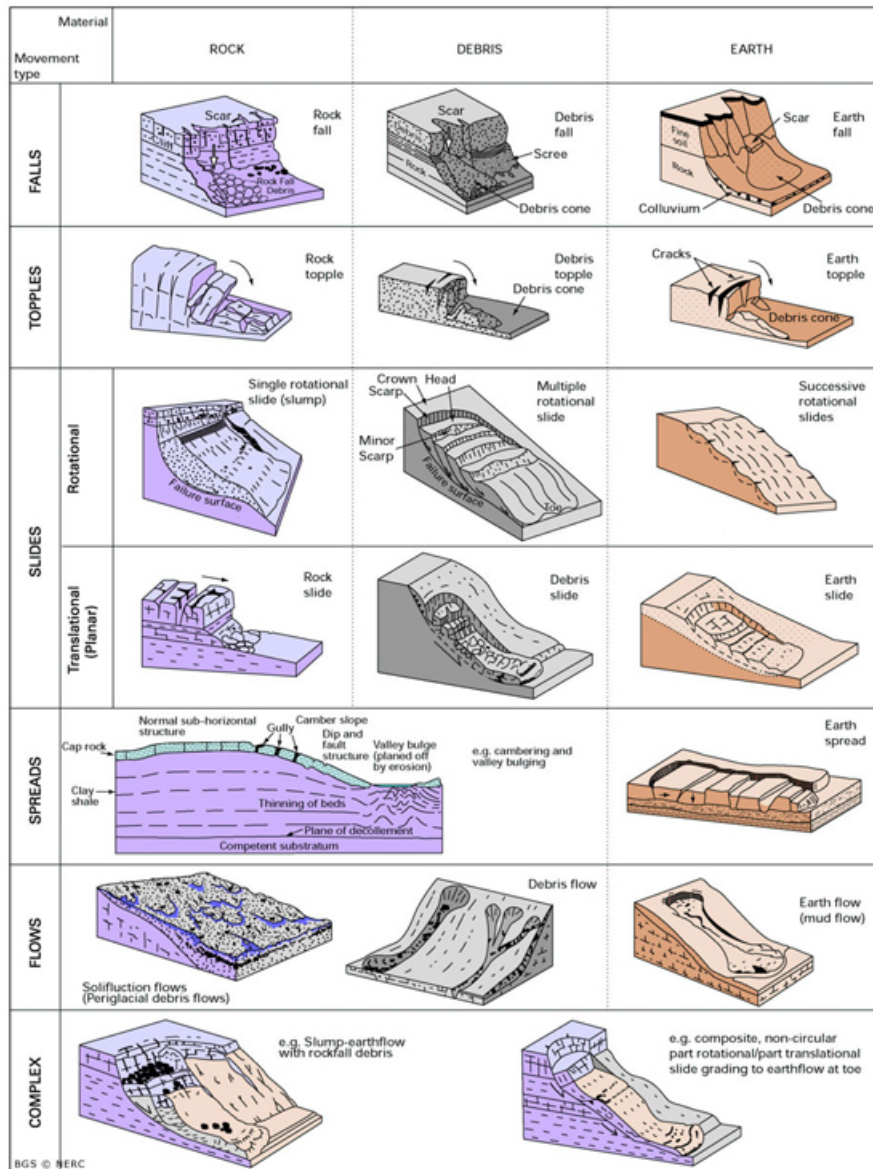 Material
Movement
type
ROCK
DEBRIS
EARTH
FALLS
Scar
Cliff
Rock Fall
Debris
Rock
fall
Scar
Debris
Rock
Debris
fall
Scree
Debris cone
Fine
soil
Rock
Colluvium
Scar
Earth
fall
Debris cone
TOPPLES
Rock
topple
Debris
topple
Debris cone
Cracks
Earth
topple
Debris cone
SLIDES
Rotational
Single rotational
slide (slump)
Failure surface
Crown
Scarp
Head
Minor
Scarp
Failure surface
Toe
Multiple
rotational
slide
Successive
rotational
slides
Translational
(Planar)
Rock
slide
Debris
slide
Earth
slide
SPREADS
Normal sub-horizontal
structure
Gully
Camber slope
Dip and
fault
structure
Valley bulge
(planed off
by erosion)
Cap rock
Clay
shale
Thinning of beds
Plane of decollement
Competent substratum
e.g. cambering and
valley bulging
Earth
spread
FLOWS
Solifluction flows
(Periglacial debris flows)
Debris flow
Earth flow
(mud flow)
COMPLEX
e.g. Slump-earthflow
with rockfall debris
e.g. composite, non-circular
part rotational/part translational
slide grading to earthflow at toe
BGS © NERC